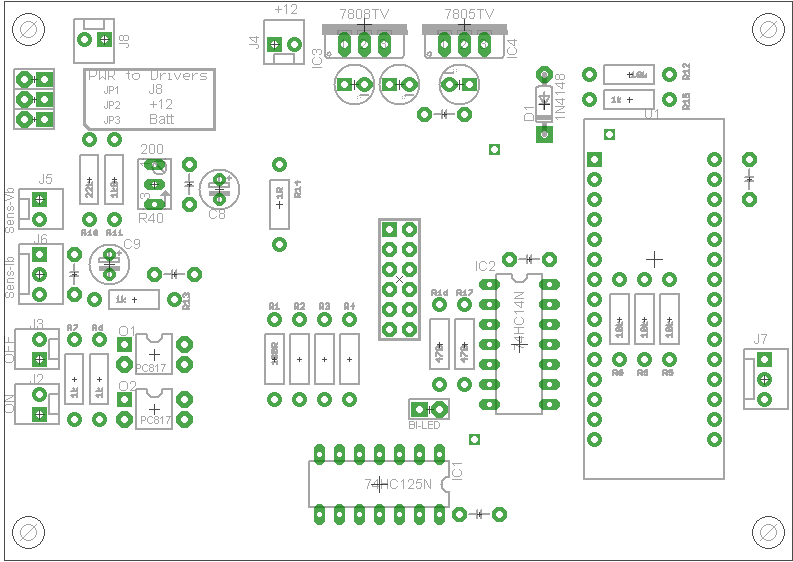 +12
7808TV
7805TV
J8
J4
IC3
IC4
PWR to Drivers
JP1 J8
JP2 +12
JP3 Batt
D1
1N4148
10k
R12
1k
R15
U1
200
22k
R10
R11
R40
C8
1R
R14
J5
Sens-Vb
J6
Sens-Ib
C9
1k
R13
IC2
74HC14N
R16
R17
470
470
R1
R2
R3
R4
J3
OFF
R7
O1
PC817
J2
ON
1k
1k
O2
PC817
10k
10k
10k
R6
R5
J7
BI-LED
IC1
74HC125N